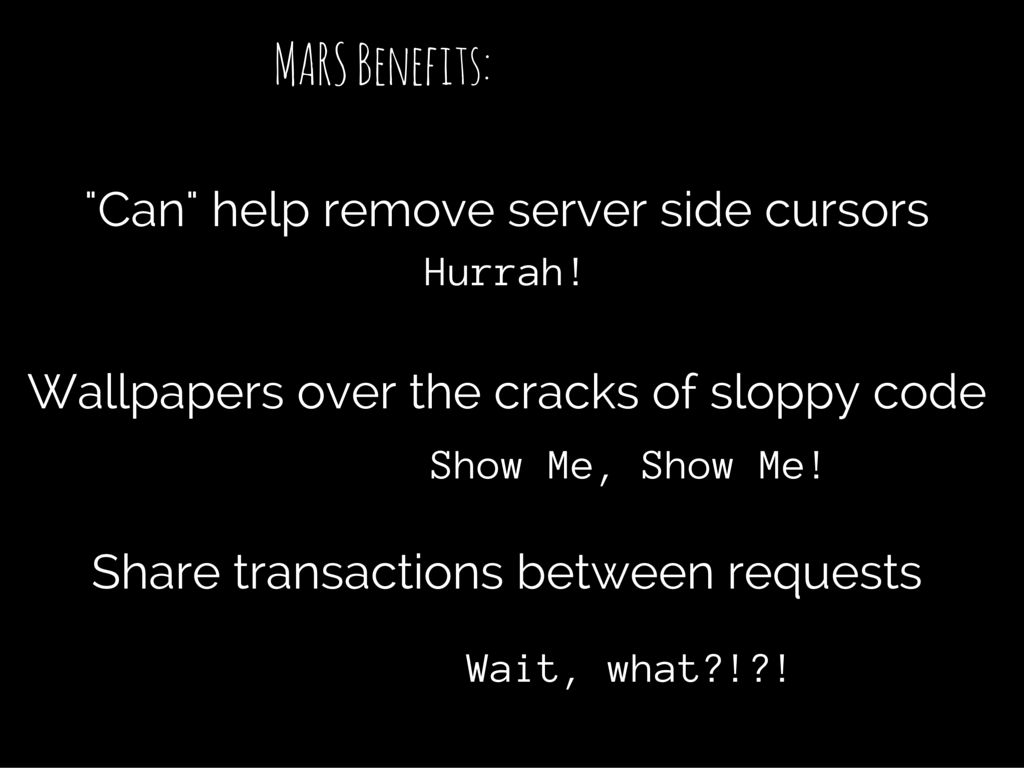 MARS Benefits:
"Can" help remove server side cursors
Hurrah!
Wallpapers over the cracks of sloppy code
Show Me, Show Me!
Share transactions between requests
Wait, what?!?!